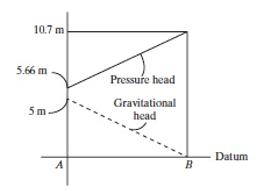 10.7 m
5.66 m
Pressure head
Gravitational
head
5 m
A
B
Datum